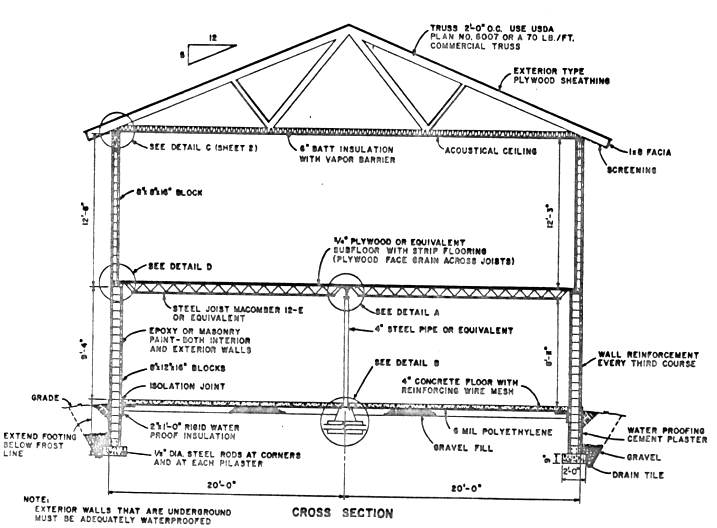 TRUSS 2'-0" O.C. USE USDA
PLAN NO. 6007 OR A 70 LB./FT.
COMMERCIAL TRUSS
12
EXTERIOR TYPE
PLYWOOD SHEATHING
1x8 FACIA
SCREENING
SEE DETAIL C (SHEET 2)
6" BATT INSULATION
WITH VAPOR BARRIER
ACOUSTICAL CEILING
8"x8"x16" BLOCK
12'-3"
3/4" PLYWOOD OR EQUIVALENT
SUBFLOOR WITH STRIP FLOORING
(PLYWOOD FACE GRAIN ACROSS JOISTS)
SEE DETAIL D
STEEL JOIST MACOMBER 12-E
OR EQUIVALENT
SEE DETAIL A
EPOXY OR MASONRY
PAINT-BOTH INTERIOR
AND EXTERIOR WALLS
4" STEEL PIPE OR EQUIVALENT
9'-4"
8'-11"
WALL REINFORCEMENT
EVERY THIRD COURSE
SEE DETAIL B
8"x12"x16" BLOCKS
ISOLATION JOINT
4" CONCRETE FLOOR WITH
REINFORCING WIRE MESH
GRADE
2"x1'-0" RIGID WATER
PROOF INSULATION
6 MIL POLYETHYLENE
GRAVEL FILL
WATER PROOFING
CEMENT PLASTER
EXTEND FOOTING
BELOW FROST
LINE
1/2" DIA. STEEL RODS AT CORNERS
AND AT EACH PILASTER
9"
2'-0"
GRAVEL
DRAIN TILE
20'-0"
20'-0"
NOTE:
EXTERIOR WALLS THAT ARE UNDERGROUND
MUST BE ADEQUATELY WATERPROOFED
CROSS SECTION